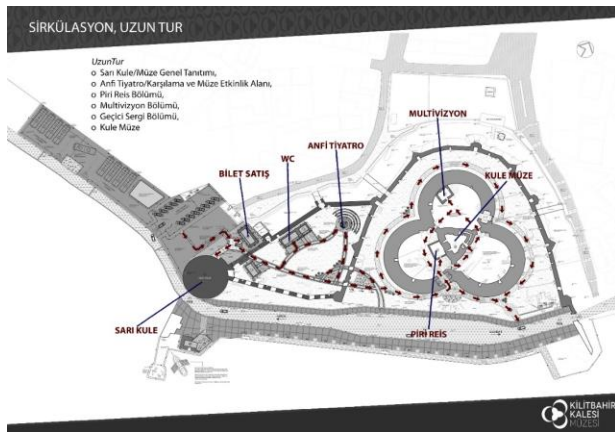 SİRKÜLASYON, UZUN TUR
UzunTur
o Sarı Kule/Müze Genel Tanıtımı,
o Anfi Tiyatro/Karşılama ve Müze Etkinlik Alanı,
o Piri Reis Bölümü,
o Multivizyon Bölümü,
o Geçici Sergi Bölümü,
o Kule Müze
MULTİVİZYON
ANFİ TİYATRO
WC
BİLET SATIŞ
KULE MÜZE
SARI KULE
PİRİ REİS
KİLİTBAHİR
KALESİ
MÜZESİ